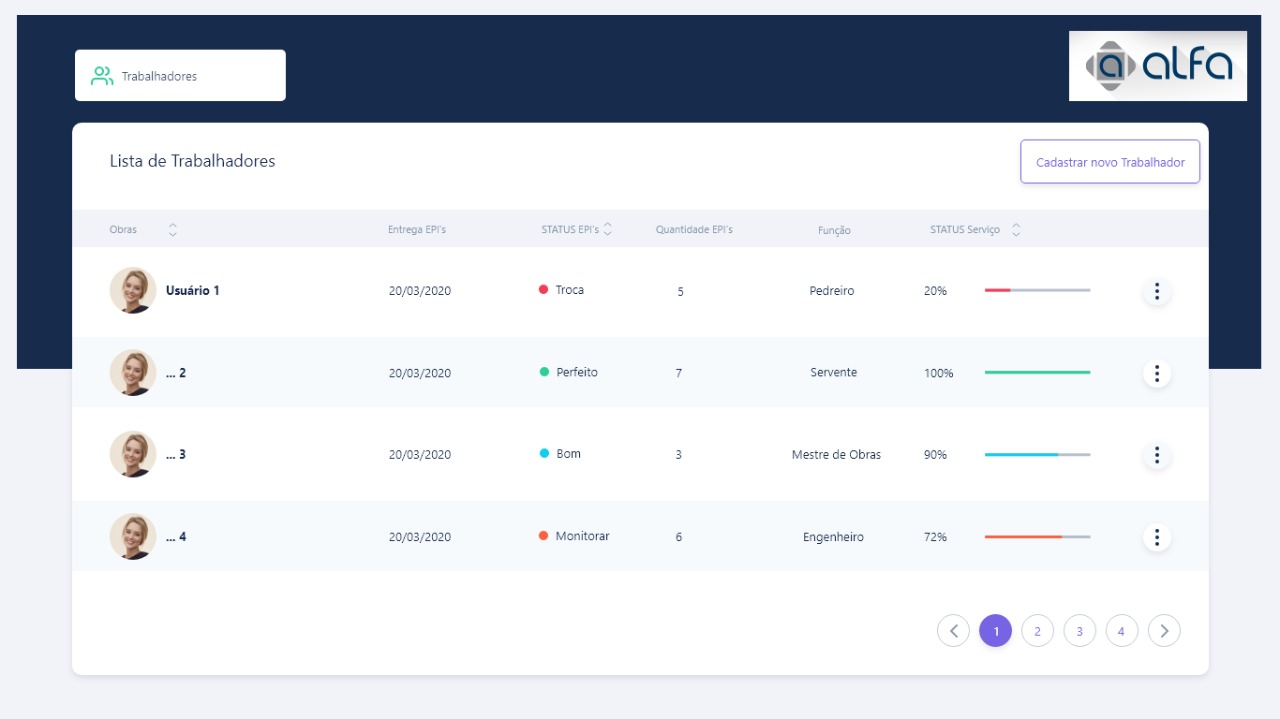 Trabalhadores
alfa
Lista de Trabalhadores
Cadastrar novo Trabalhador
Obras Entrega EPI's STATUS EPI's Quantidade EPI's Função STATUS Serviço
Usuário 1 20/03/2020 Troca 5 Pedreiro 20%
... 2 20/03/2020 Perfeito 7 Servente 100%
... 3 20/03/2020 Bom 3 Mestre de Obras 90%
... 4 20/03/2020 Monitorar 6 Engenheiro 72%
1 2 3 4